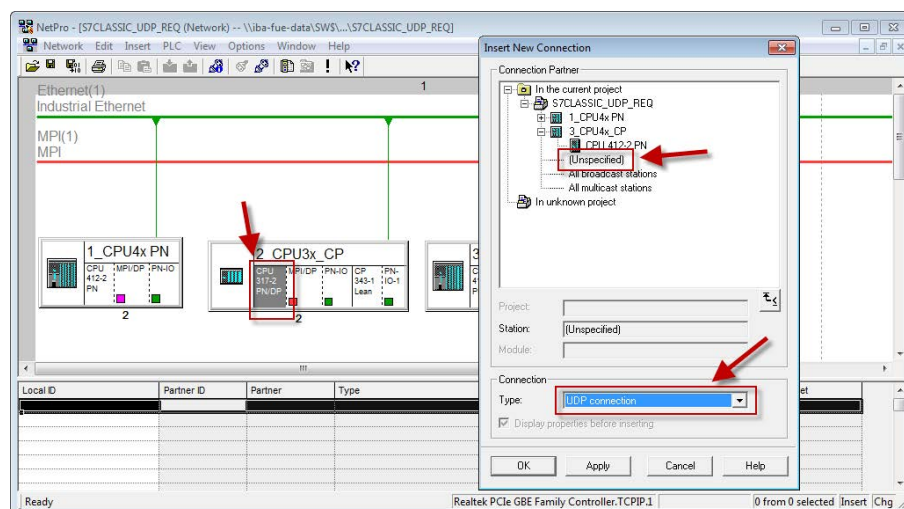 NetPro - [S7CLASSIC_UDP_REQ (Network) -- \\iba-fue-data\SW$\...\S7CLASSIC_UDP_REQ]
Network Edit Insert PLC View Options Window Help
Ethernet(1)
Industrial Ethernet
1
MPI(1)
MPI
1_CPU4x PN
CPU
412-2
PN
MPI/DP
PN-IO
2
2_CPU3x_CP
CPU
317-2
PN/DP
MPI/DP
PN-IO
CP
343-1
Lean
PN-
IO-1
2
3
Local ID
Partner ID
Partner
Type
Insert New Connection
Connection Partner
In the current project
S7CLASSIC_UDP_REQ
1_CPU4x PN
3_CPU4x_CP
CPU 412-2 PN
(Unspecified)
All broadcast stations
All multicast stations
In unknown project
Project:
Station: (Unspecified)
Module:
Connection
Type: UDP connection
Display properties before inserting
OK Apply Cancel Help
Ready
Realtek PCIe GBE Family Controller.TCPIP.1
0 from 0 selected
Insert
Chg